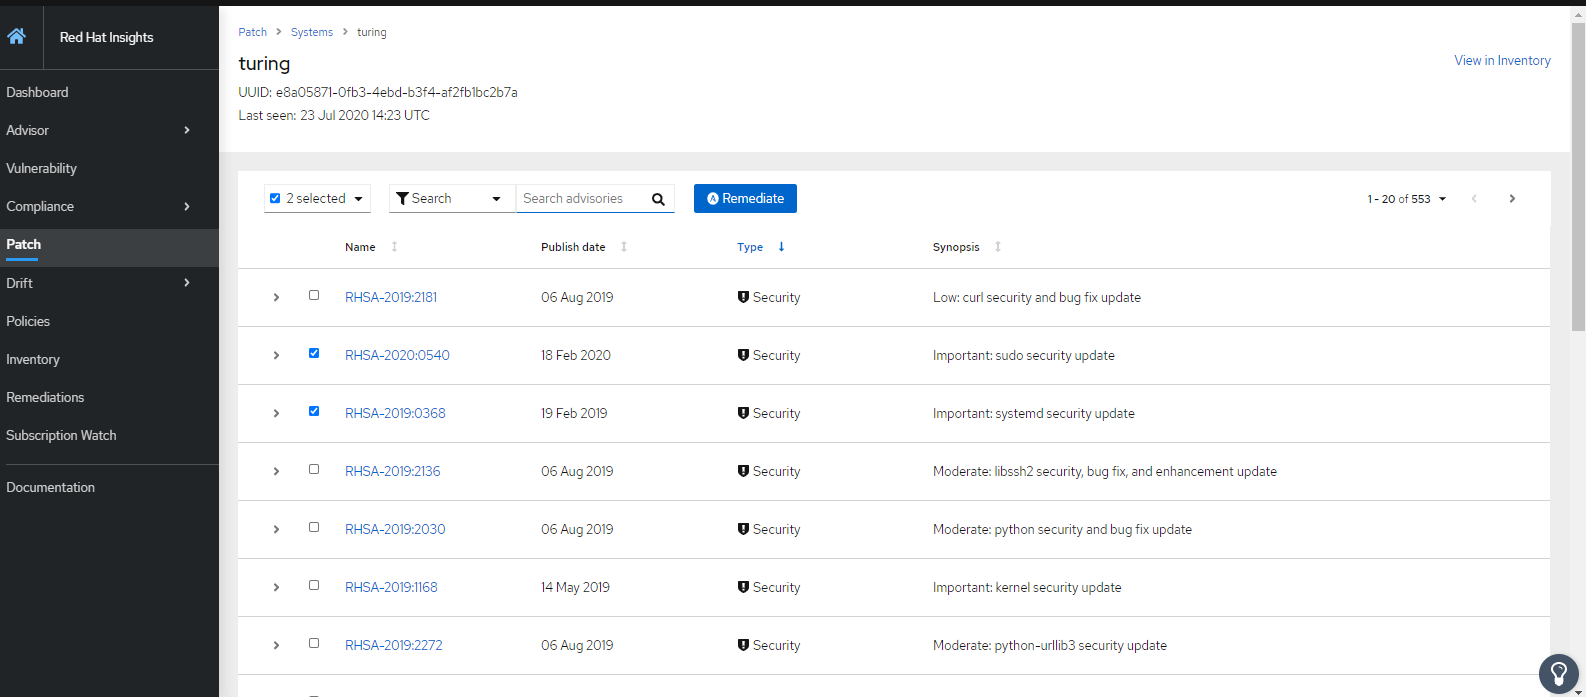 Red Hat Insights
Dashboard
Advisor
Vulnerability
Compliance
Patch
Drift
Policies
Inventory
Remediations
Subscription Watch
Documentation
Patch > Systems > turing
turing
View in Inventory
UUID: e8a05871-0fb3-4ebd-b3f4-af2fb1bc2b7a
Last seen: 23 Jul 2020 14:23 UTC
2 selected Search Search advisories Remediate 1 - 20 of 553
Name Publish date Type Synopsis
RHSA-2019:2181 06 Aug 2019 Security Low: curl security and bug fix update
RHSA-2020:0540 18 Feb 2020 Security Important: sudo security update
RHSA-2019:0368 19 Feb 2019 Security Important: systemd security update
RHSA-2019:2136 06 Aug 2019 Security Moderate: libssh2 security, bug fix, and enhancement update
RHSA-2019:2030 06 Aug 2019 Security Moderate: python security and bug fix update
RHSA-2019:1168 14 May 2019 Security Important: kernel security update
RHSA-2019:2272 06 Aug 2019 Security Moderate: python-urllib3 security update